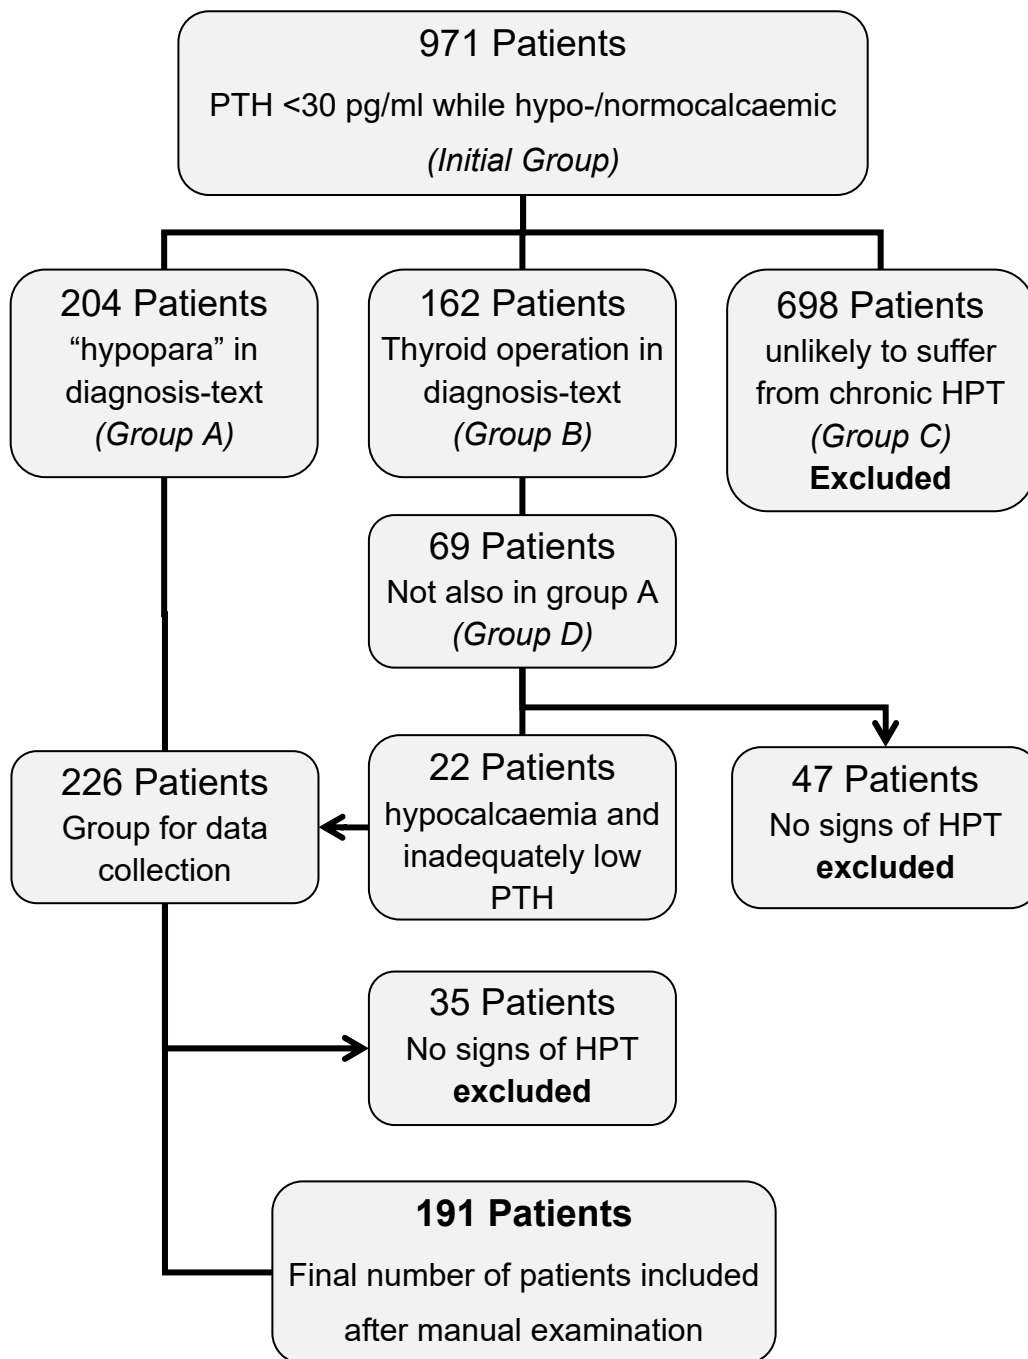 971 Patients
PTH <30 pg/ml while hypo-/normocalcaemic
(Initial Group)
204 Patients
“hypopara” in
diagnosis-text
(Group A)
162 Patients
Thyroid operation in
diagnosis-text
(Group B)
698 Patients
unlikely to suffer
from chronic HPT
(Group C)
Excluded
69 Patients
Not also in group A
(Group D)
226 Patients
Group for data
collection
22 Patients
hypocalcaemia and
inadequately low
PTH
47 Patients
No signs of HPT
excluded
35 Patients
No signs of HPT
excluded
191 Patients
Final number of patients included
after manual examination